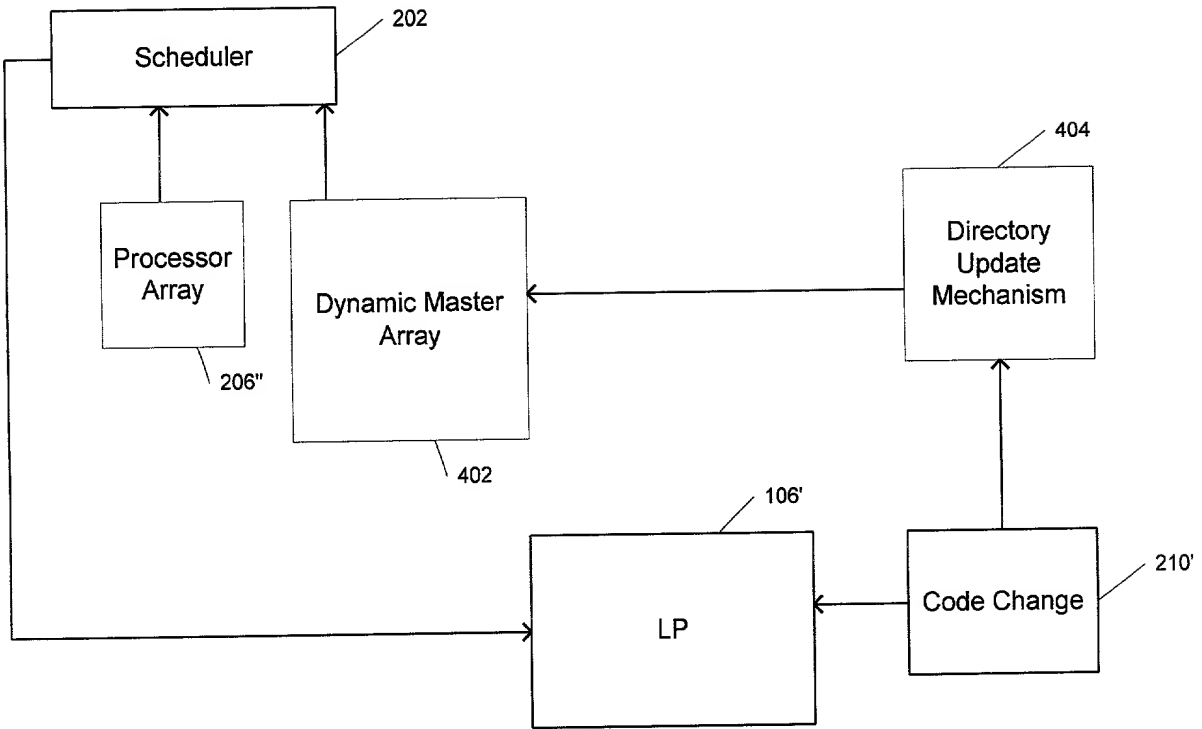 202
Scheduler
404
Processor
Array
Dynamic Master
Array
Directory
Update
Mechanism
206"
402
106'
210'
Code Change
LP